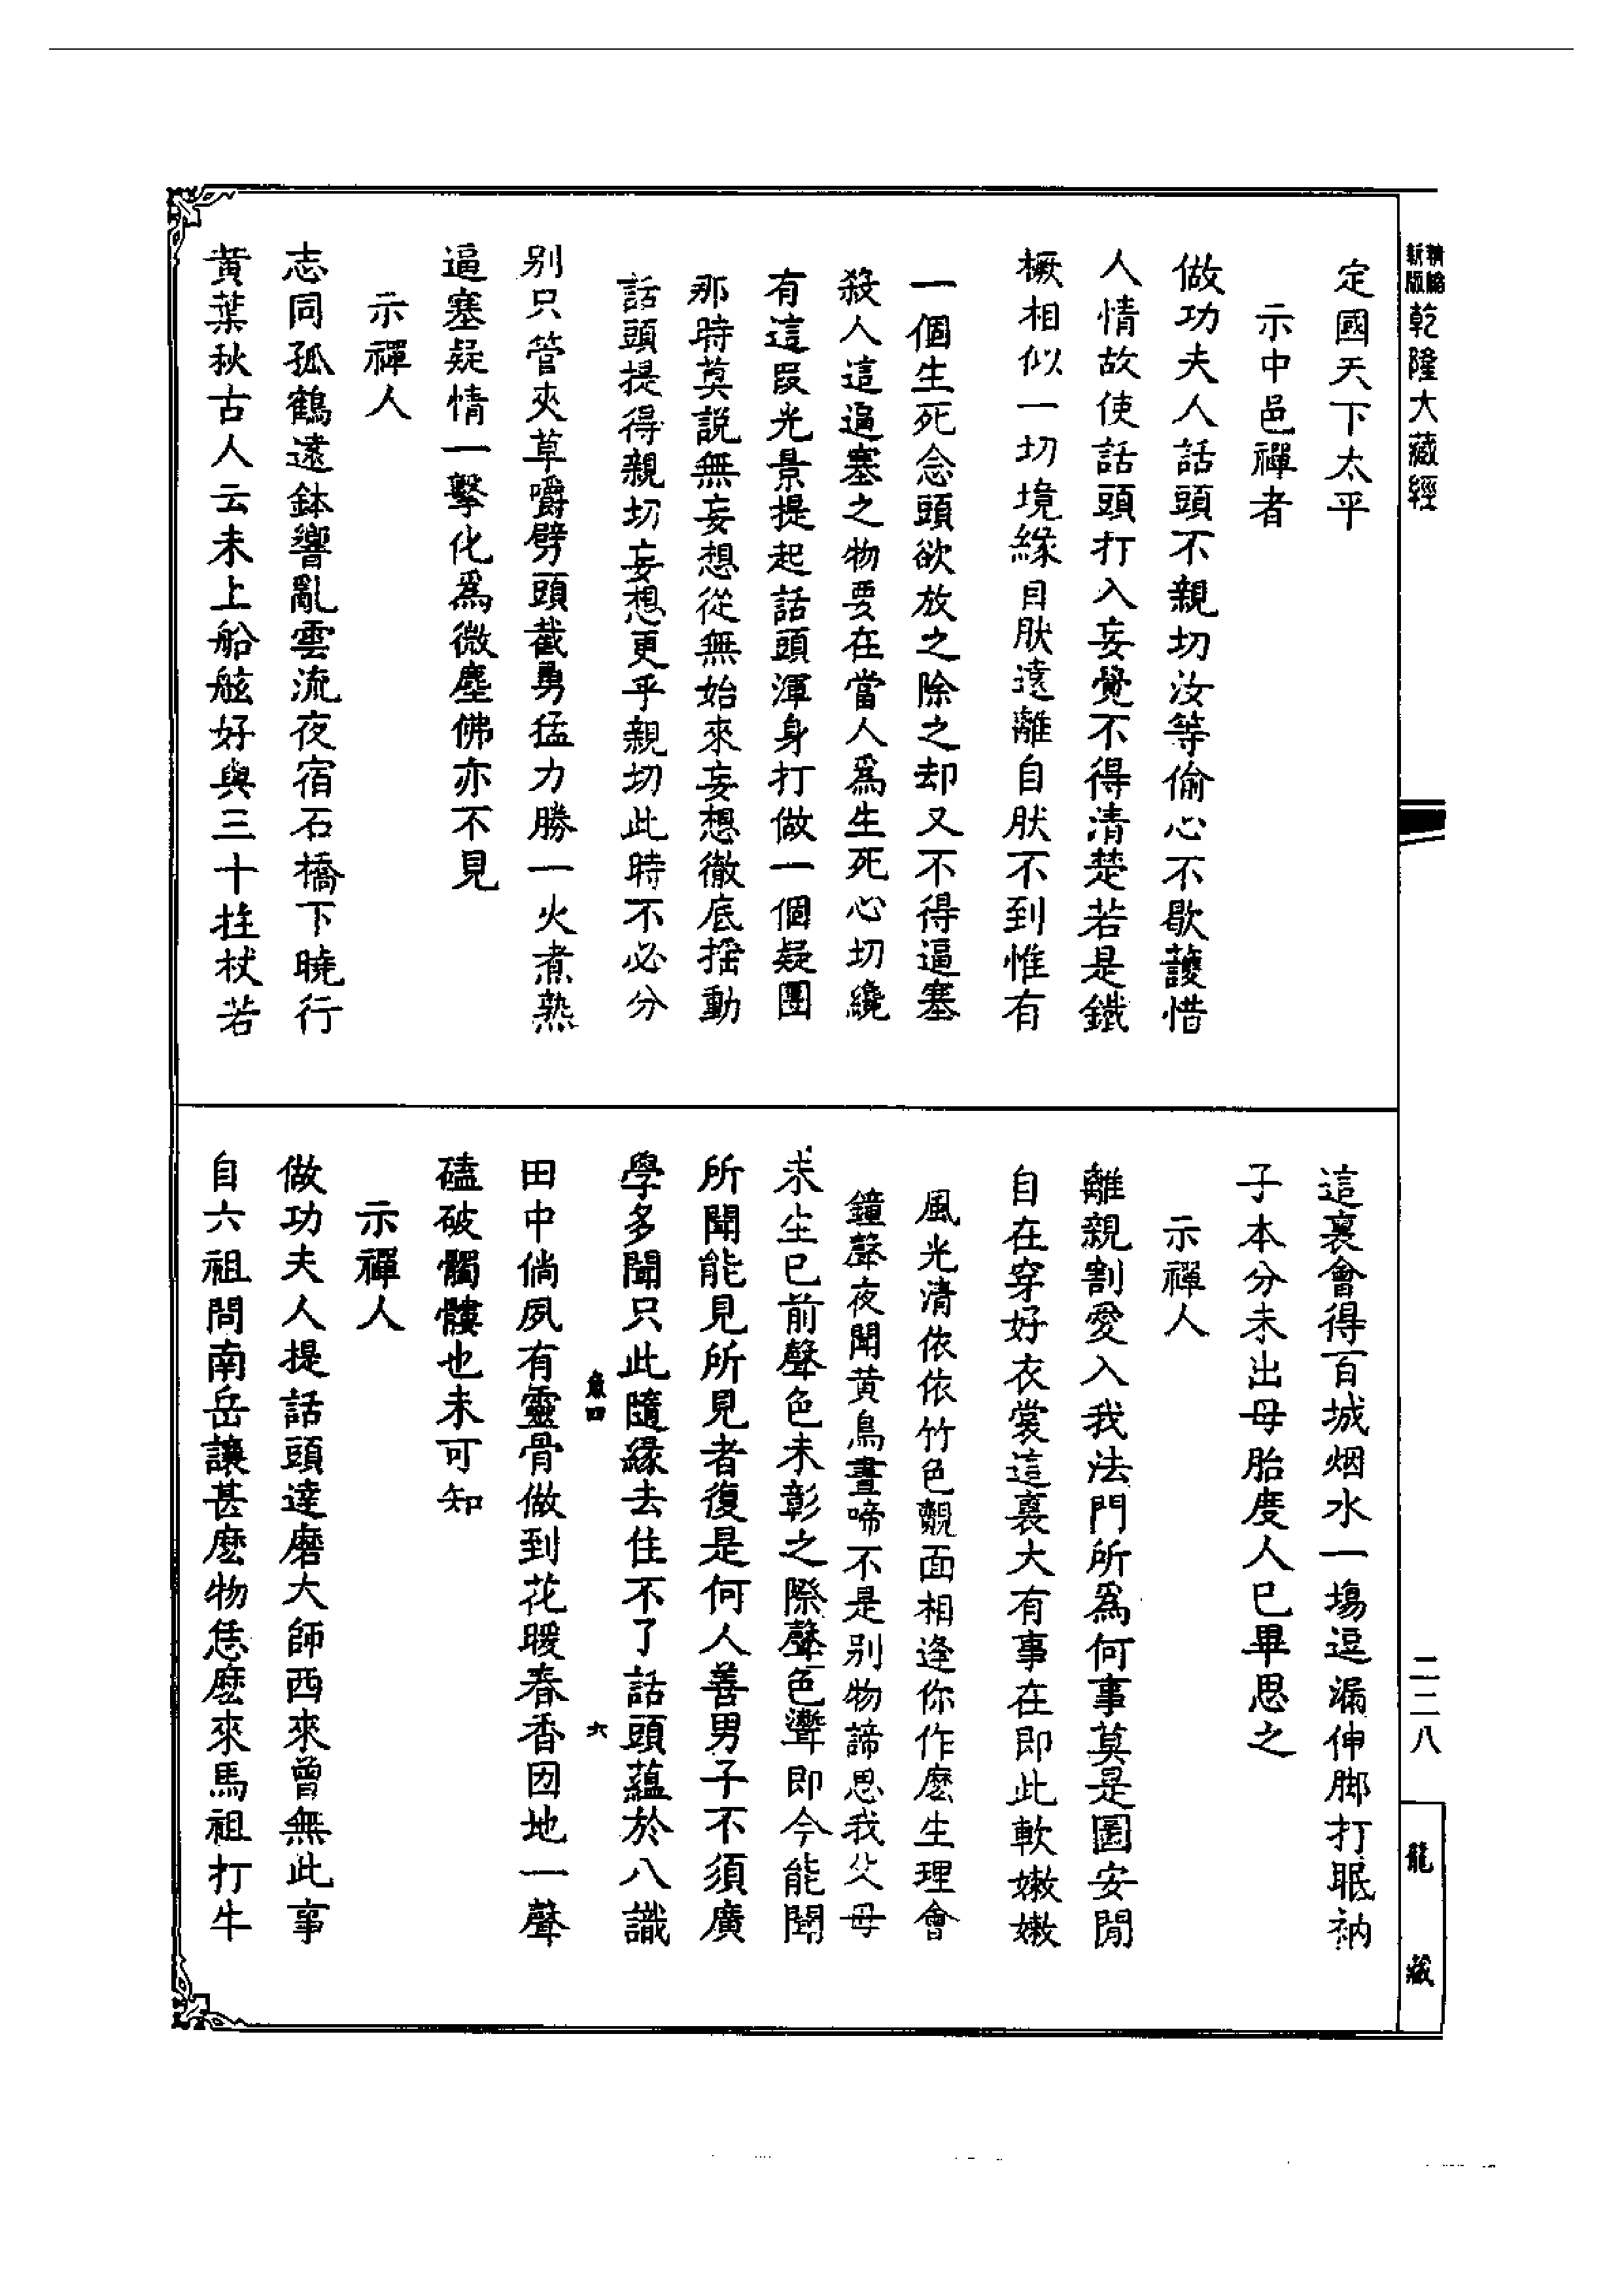 新版
精縮
乾隆大藏經
定國天下太平
示中邑禪者
做功夫人話頭不親切汝等偷心不歇護惜
人情故使話頭打入妄覺不得清楚若是鐵
橛相似一切境緣自肰遠離自肰不到惟有
一個生死念頭欲放之除之却又不得逼塞
殺人這逼塞之物要在當人爲生死心切纔
有這叚光景提起話頭渾身打做一個疑團
那時莫説無妄想從無始來妄想徹底揺動
話頭提得親切妄想更乎親切此時不必分
别只管夾草嚼劈頭截勇猛力勝一火煮熟
逼塞疑情一擊化爲微塵佛亦不見
示禪人
志同孤鶴遠鉢響亂雲流夜宿石橋下曉行
黄葉秋古人云未上船舷好與三十拄杖若
這裏會得百城烟水一塲逗漏伸脚打眠衲
子本分未出母胎度人已畢思之
示禪人
離親割愛入我法門所爲何事莫是圖安閒
自在穿好衣裳這裏大有事在即此軟嫩嫩
風光清依依竹色覿面相逢你作麽生理會
鐘聲夜聞黄鳥晝啼不是别物諦思我父母
未生已前聲色未彰之際聲色響即今能聞
所聞能見所見者復是何人善男子不須廣
學多聞只此隨緣去住不了話頭蘊於八識
魚四
六
田中倘夙有靈骨做到花暖春香囙地一聲
磕破髑髏也未可知
示禪人
做功夫人提話頭達磨大師西來曾無此事
自六祖問南岳讓甚麽物恁麽來馬祖打牛
二二八
龍藏